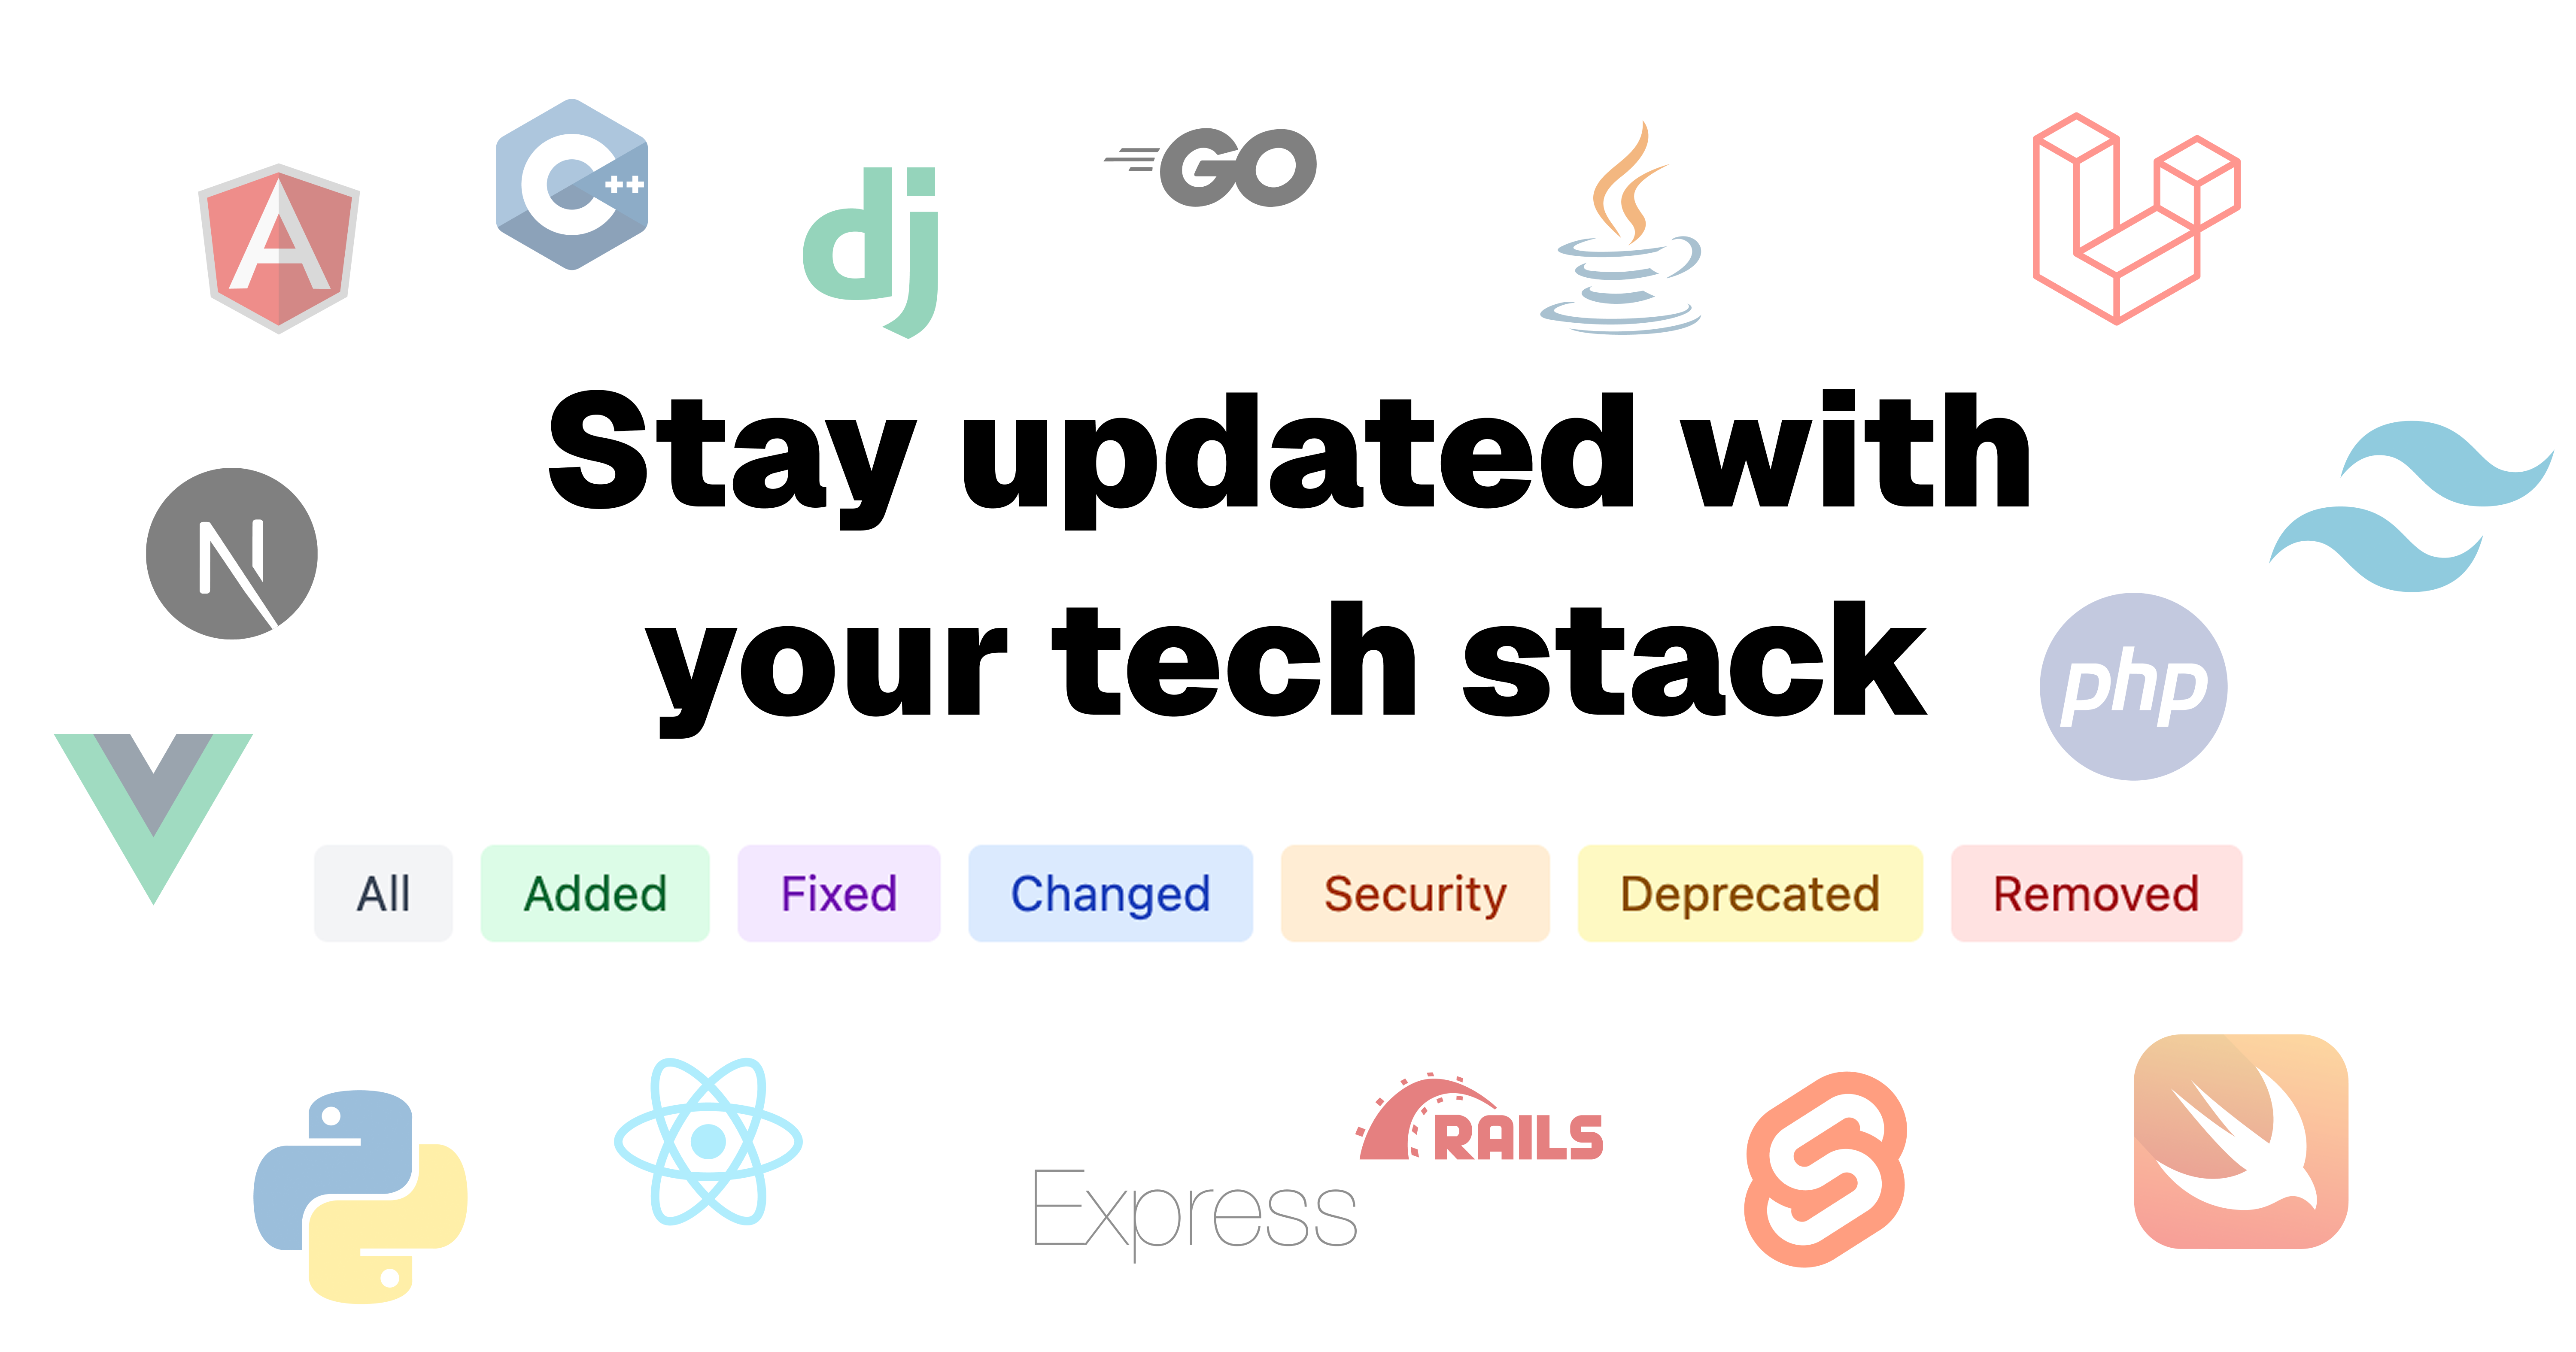 A
C++
dj
GO
Stay updated with
your tech stack
N
php
All Added Fixed Changed Security Deprecated Removed
RAILS
Express